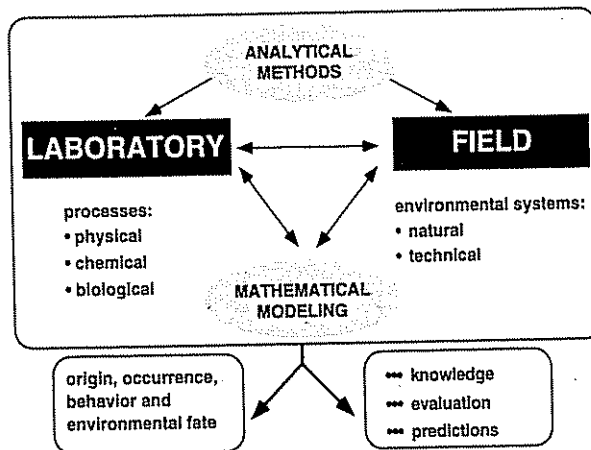 ANALYTICAL
METHODS
LABORATORY
FIELD
processes:
• physical
• chemical
• biological
environmental systems:
• natural
• technical
MATHEMATICAL
MODELING
origin, occurrence,
behavior and
environmental fate
••• knowledge
••• evaluation
••• predictions